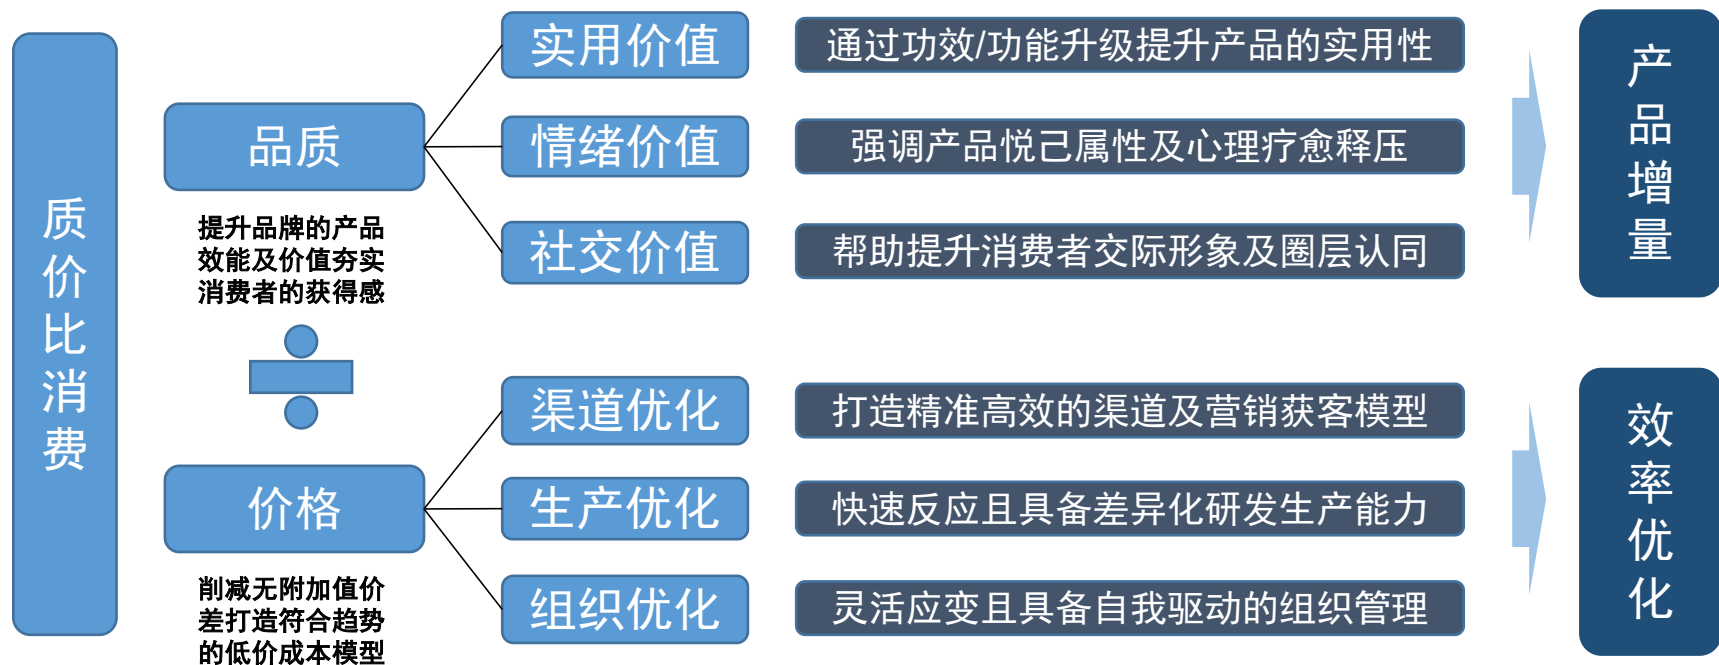 质价比消费
品质
提升品牌的产品
效能及价值夯实
消费者的获得感
实用价值
通过功效/功能升级提升产品的实用性
情绪价值
强调产品悦己属性及心理疗愈释压
社交价值
帮助提升消费者交际形象及圈层认同
产品增量
价格
削减无附加值价
差打造符合趋势
的低价成本模型
渠道优化
打造精准高效的渠道及营销获客模型
生产优化
快速反应且具备差异化研发生产能力
组织优化
灵活应变且具备自我驱动的组织管理
效率优化